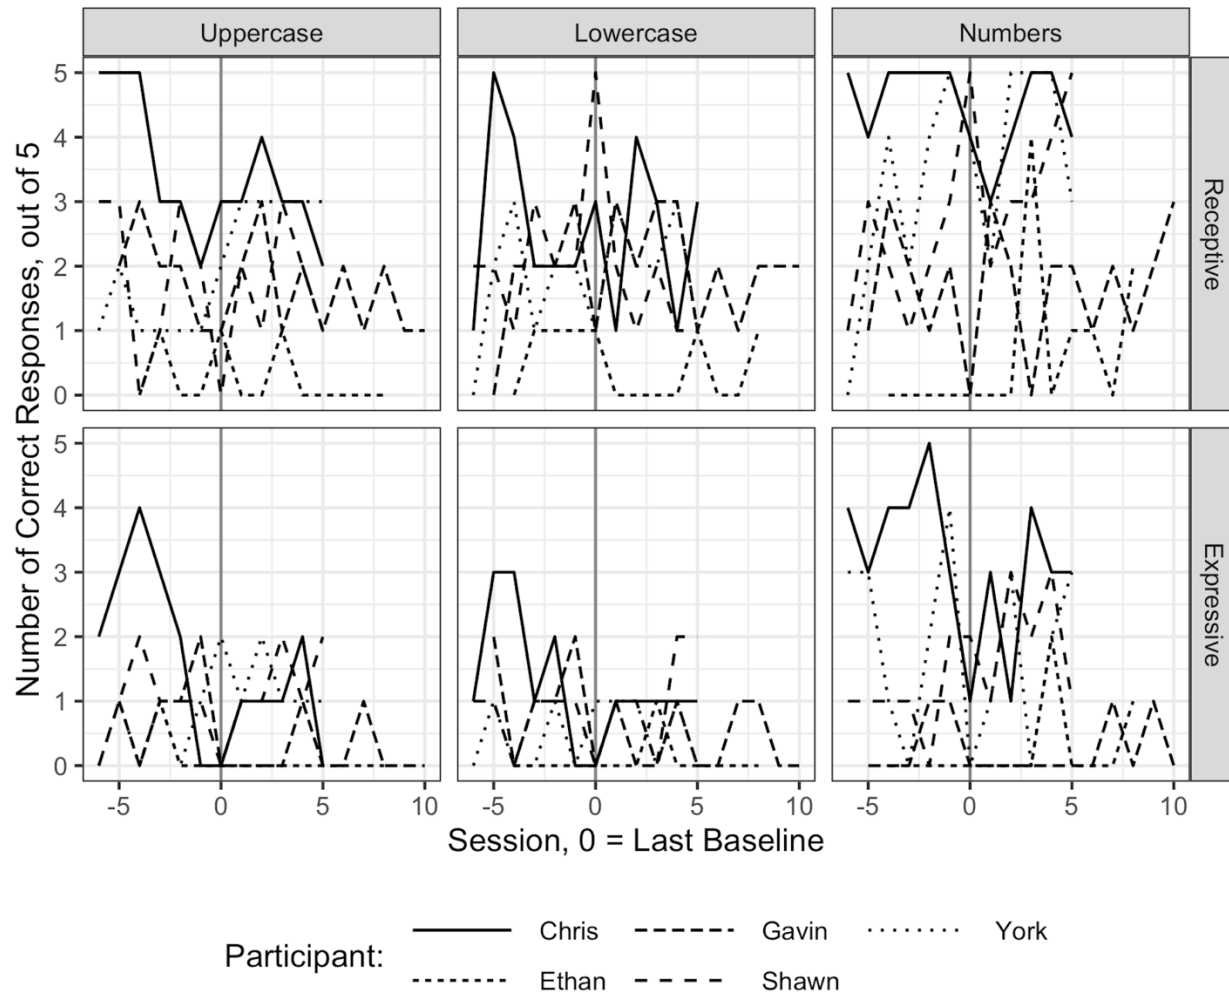 Uppercase Lowercase Numbers
Number of Correct Responses, out of 5
5
4
3
2
1
0
Receptive
5
4
3
2
1
0
Expressive
-5 0 5 10 -5 0 5 10 -5 0 5 10
Session, 0 = Last Baseline
Participant:
Chris Gavin York
Ethan Shawn